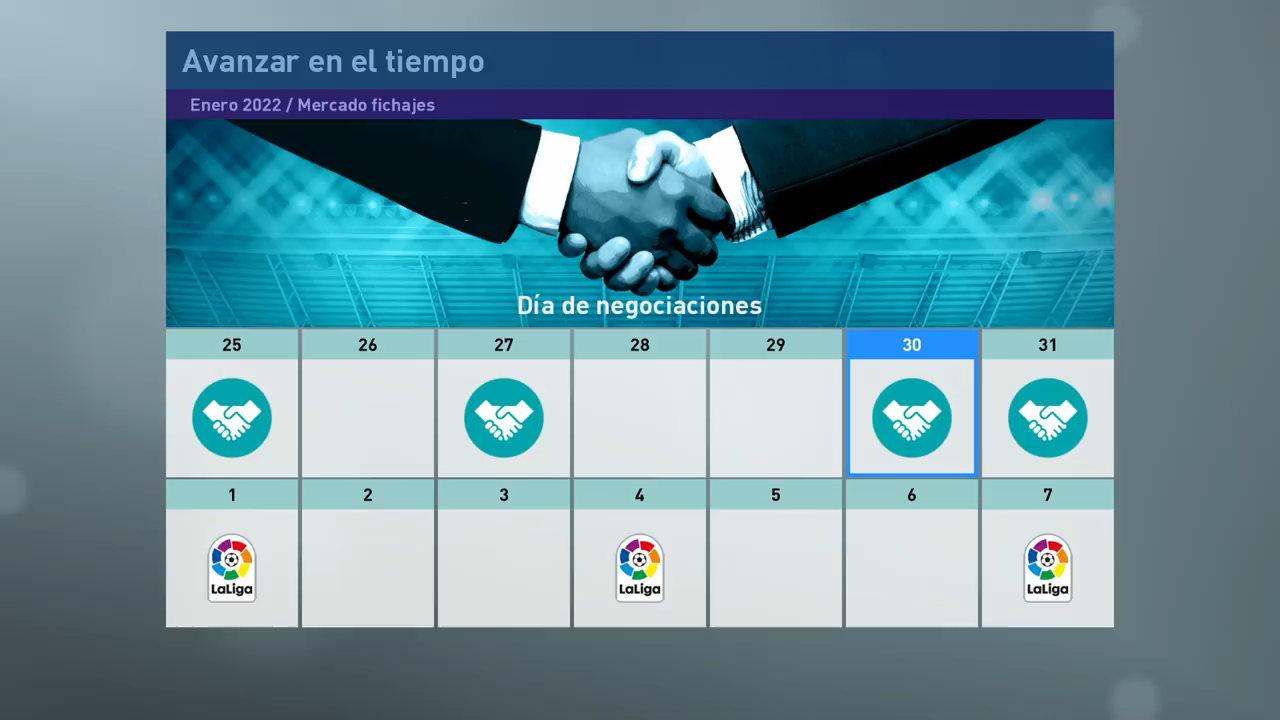 Avanzar en el tiempo
Enero 2022 / Mercado fichajes
Día de negociaciones
25 26 27 28 29 30 31
1 2 3 4 5 6 7
LaLiga LaLiga LaLiga